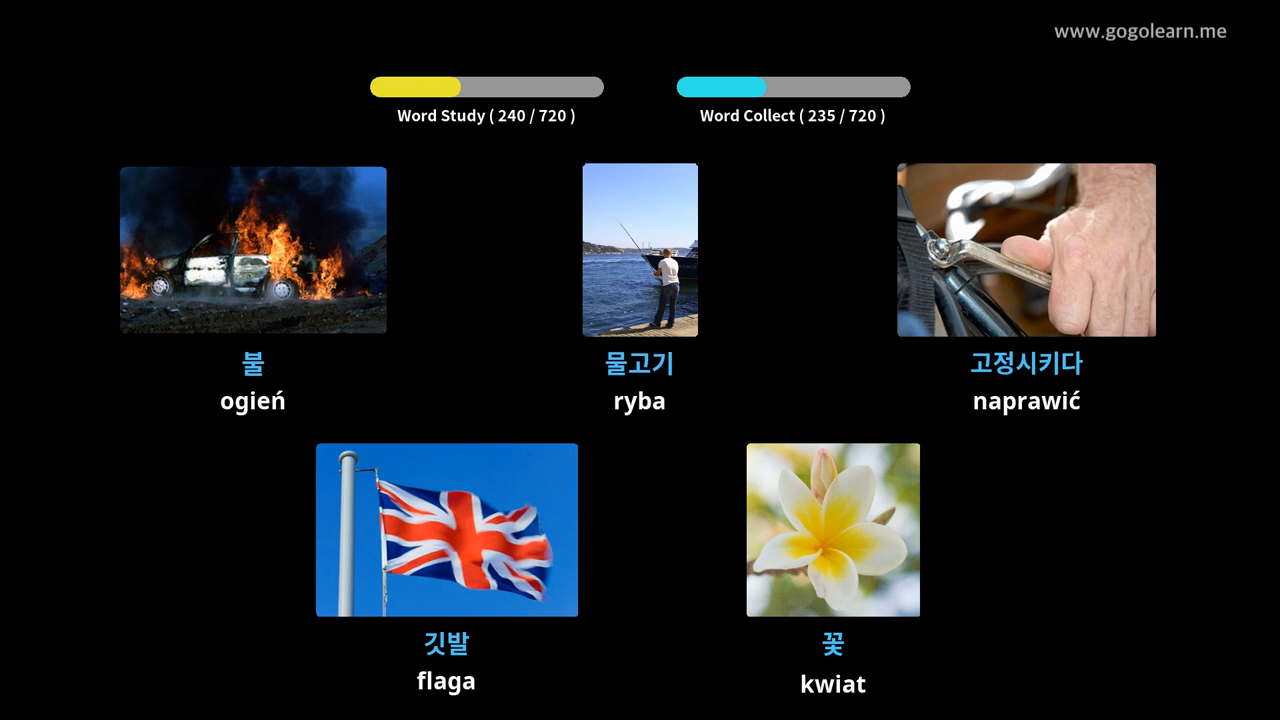 www.gogolearn.me
Word Study ( 240 / 720 )
Word Collect ( 235 / 720 )
불
ogień
물고기
ryba
고정시키다
naprawić
깃발
flaga
꽃
kwiat